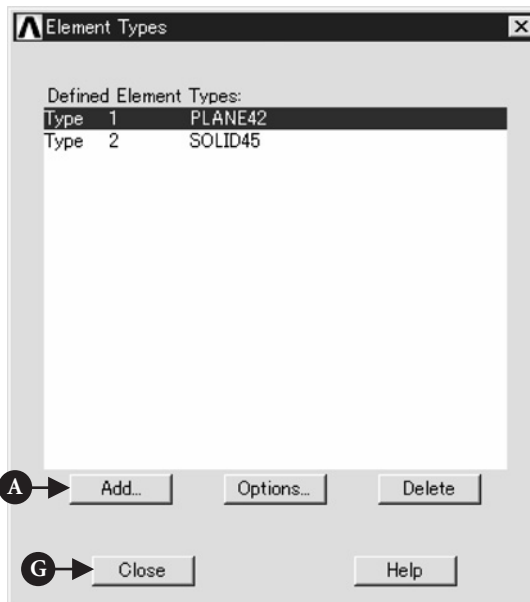 Element Types
Defined Element Types:
Type 1 PLANE42
Type 2 SOLID45
A Add... Options... Delete
G Close Help